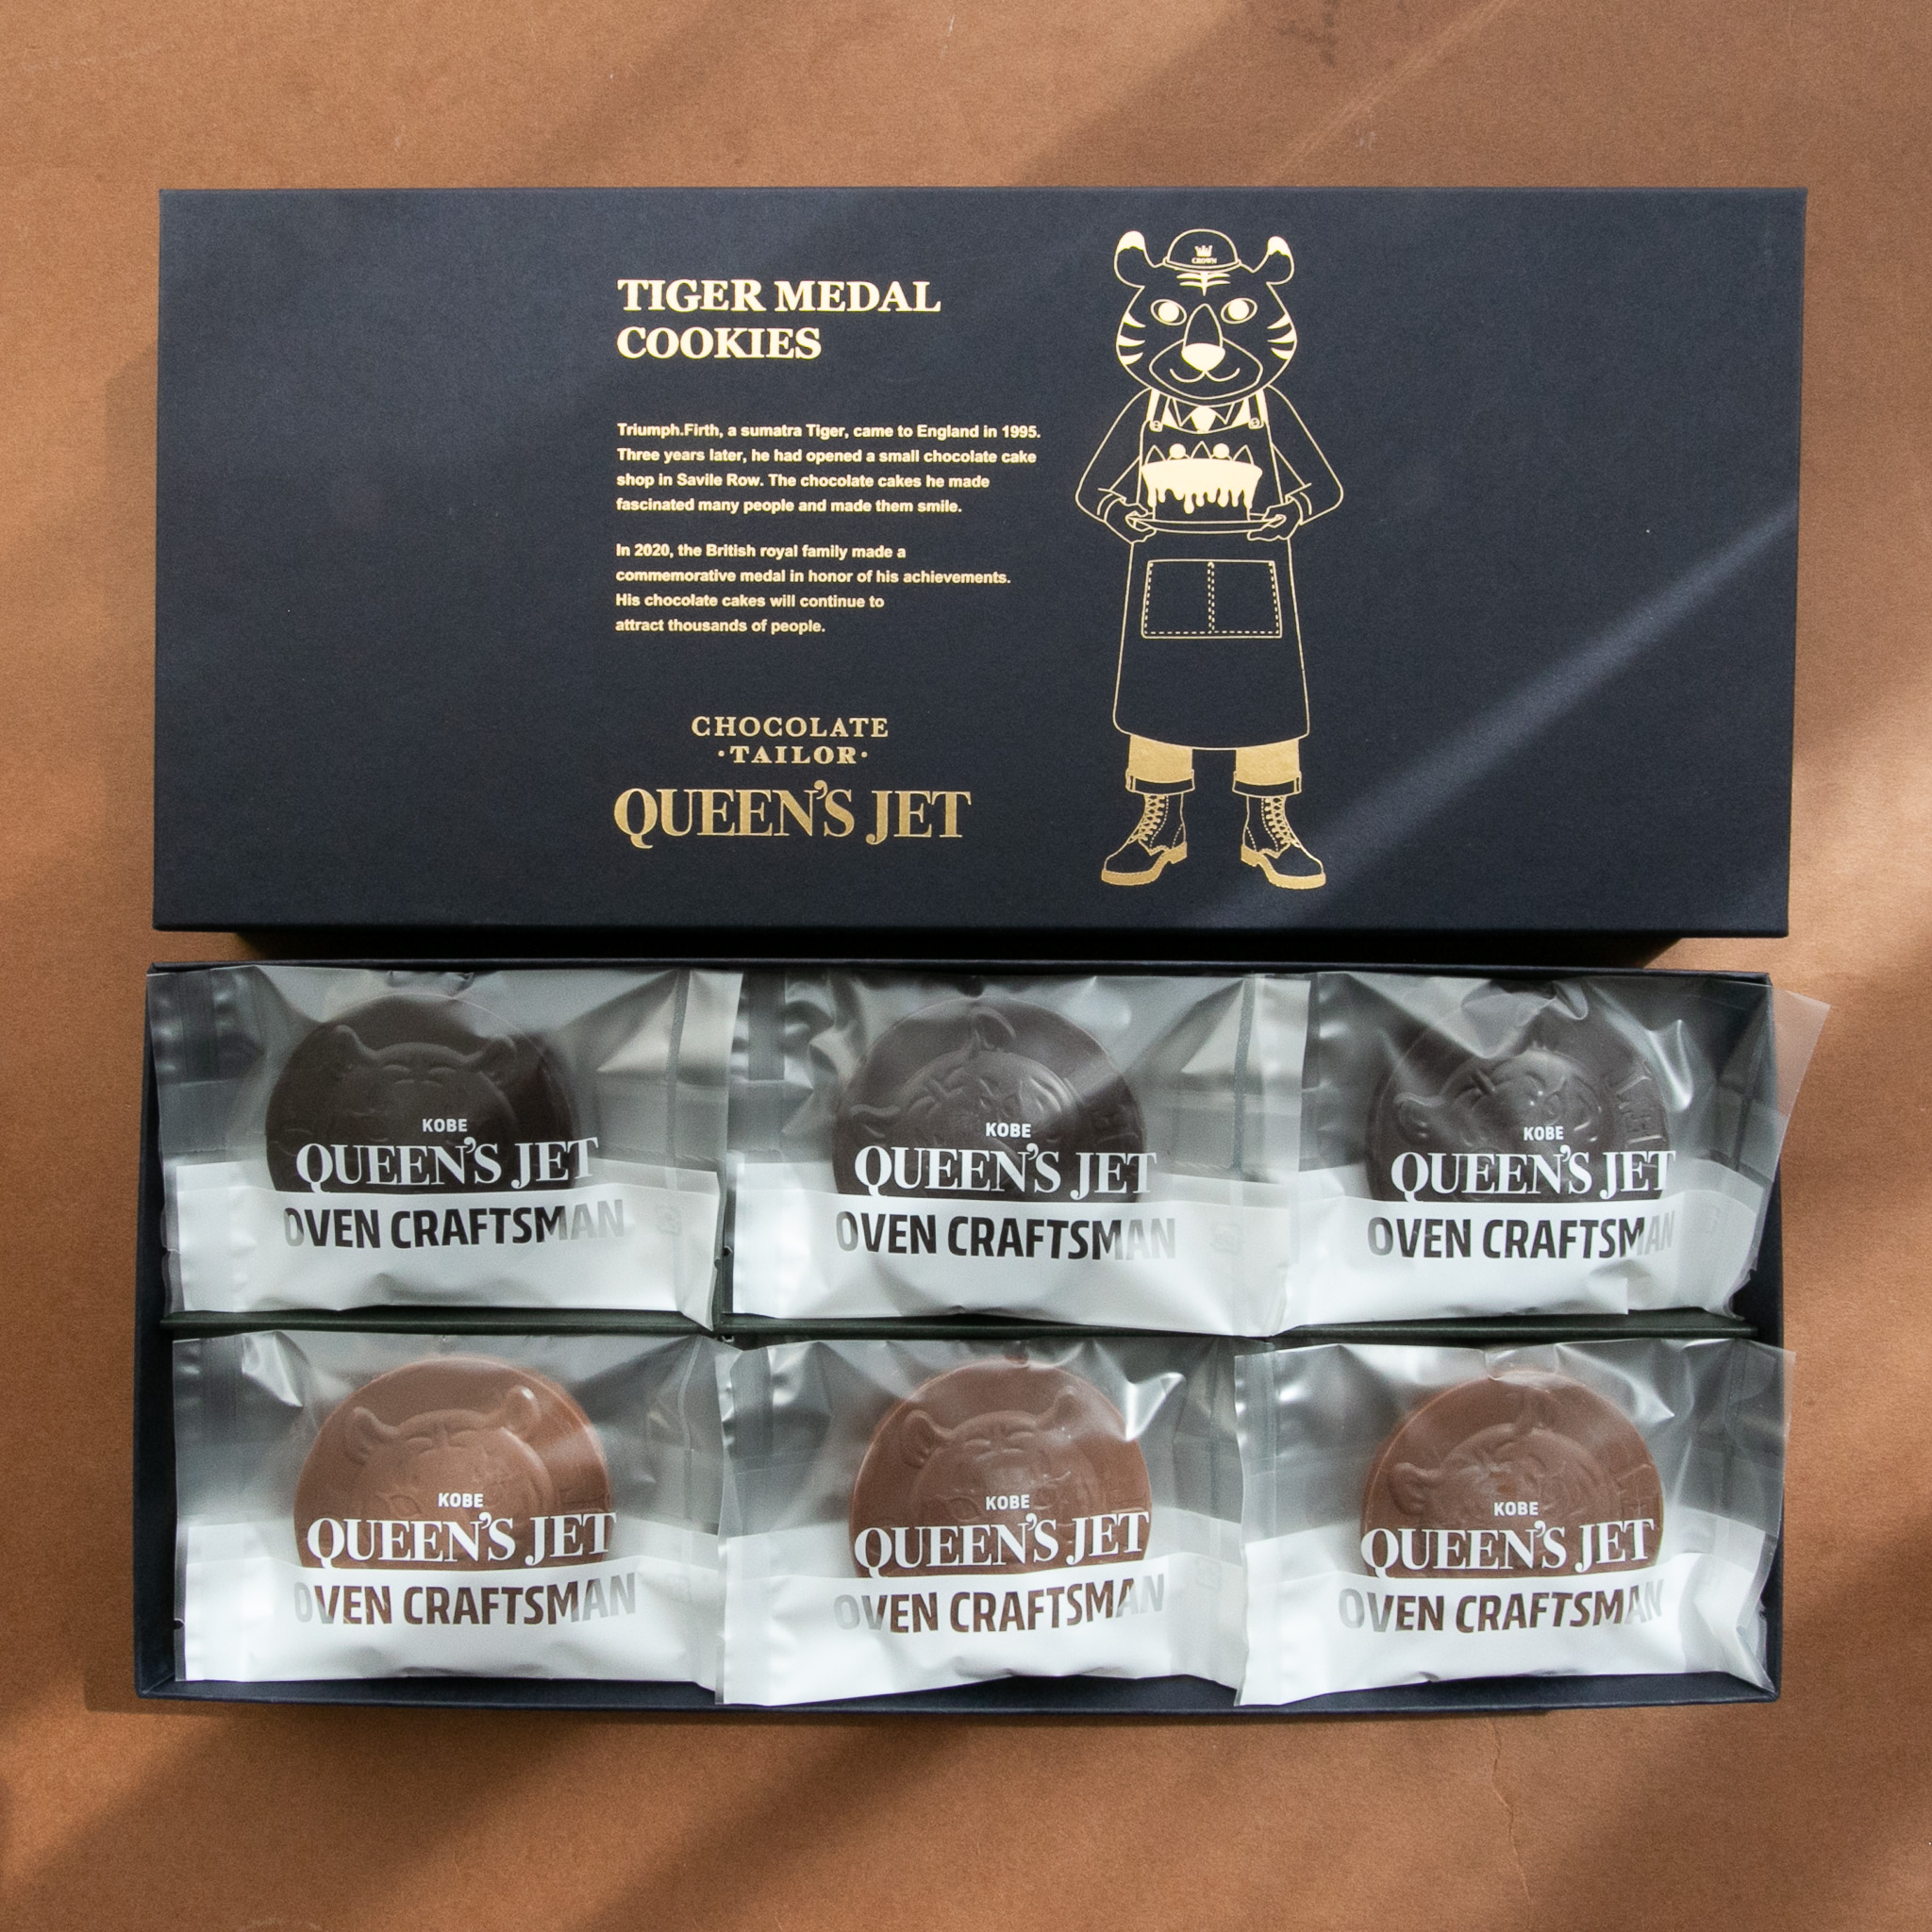 CROWN
TIGER MEDAL
COOKIES
Triumph.Firth, a sumatra Tiger, came to England in 1995.
Three years later, he had opened a small chocolate cake
shop in Savile Row. The chocolate cakes he made
fascinated many people and made them smile.
In 2020, the British royal family made a
commemorative medal in honor of his achievements.
His chocolate cakes will continue to
attract thousands of people.
CHOCOLATE
·TAILOR·
QUEEN'S JET
KOBE
QUEEN'S JET
OVEN CRAFTSMAN
KOBE
QUEEN'S JET
OVEN CRAFTSMAN
KOBE
QUEEN'S JET
OVEN CRAFTSMAN
KOBE
QUEEN'S JET
OVEN CRAFTSMAN
KOBE
QUEEN'S JET
OVEN CRAFTSMAN
KOBE
QUEEN'S JET
OVEN CRAFTSMAN